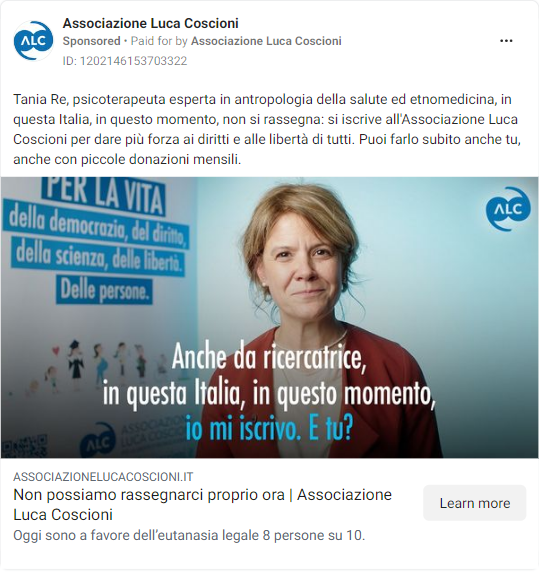 Associazione Luca Coscioni
Sponsored • Paid for by Associazione Luca Coscioni
ID: 1202146153703322
Tania Re, psicoterapeuta esperta in antropologia della salute ed etnomedicina, in
questa Italia, in questo momento, non si rassegna: si iscrive all'Associazione Luca
Coscioni per dare più forza ai diritti e alle libertà di tutti. Puoi farlo subito anche tu,
anche con piccole donazioni mensili.
PER LA VITA
della democrazia, del diritto,
della scienza, delle libertà.
Delle persone.
ALC
Anche da ricercatrice,
in questa Italia, in questo momento,
io mi iscrivo. E tu?
ALC
ASSOCIAZIONE
LUCA COSCIONI
ASSOCIAZIONELUCACOSCIONI.IT
Non possiamo rassegnarci proprio ora | Associazione
Luca Coscioni
Oggi sono a favore dell’eutanasia legale 8 persone su 10.
Learn more